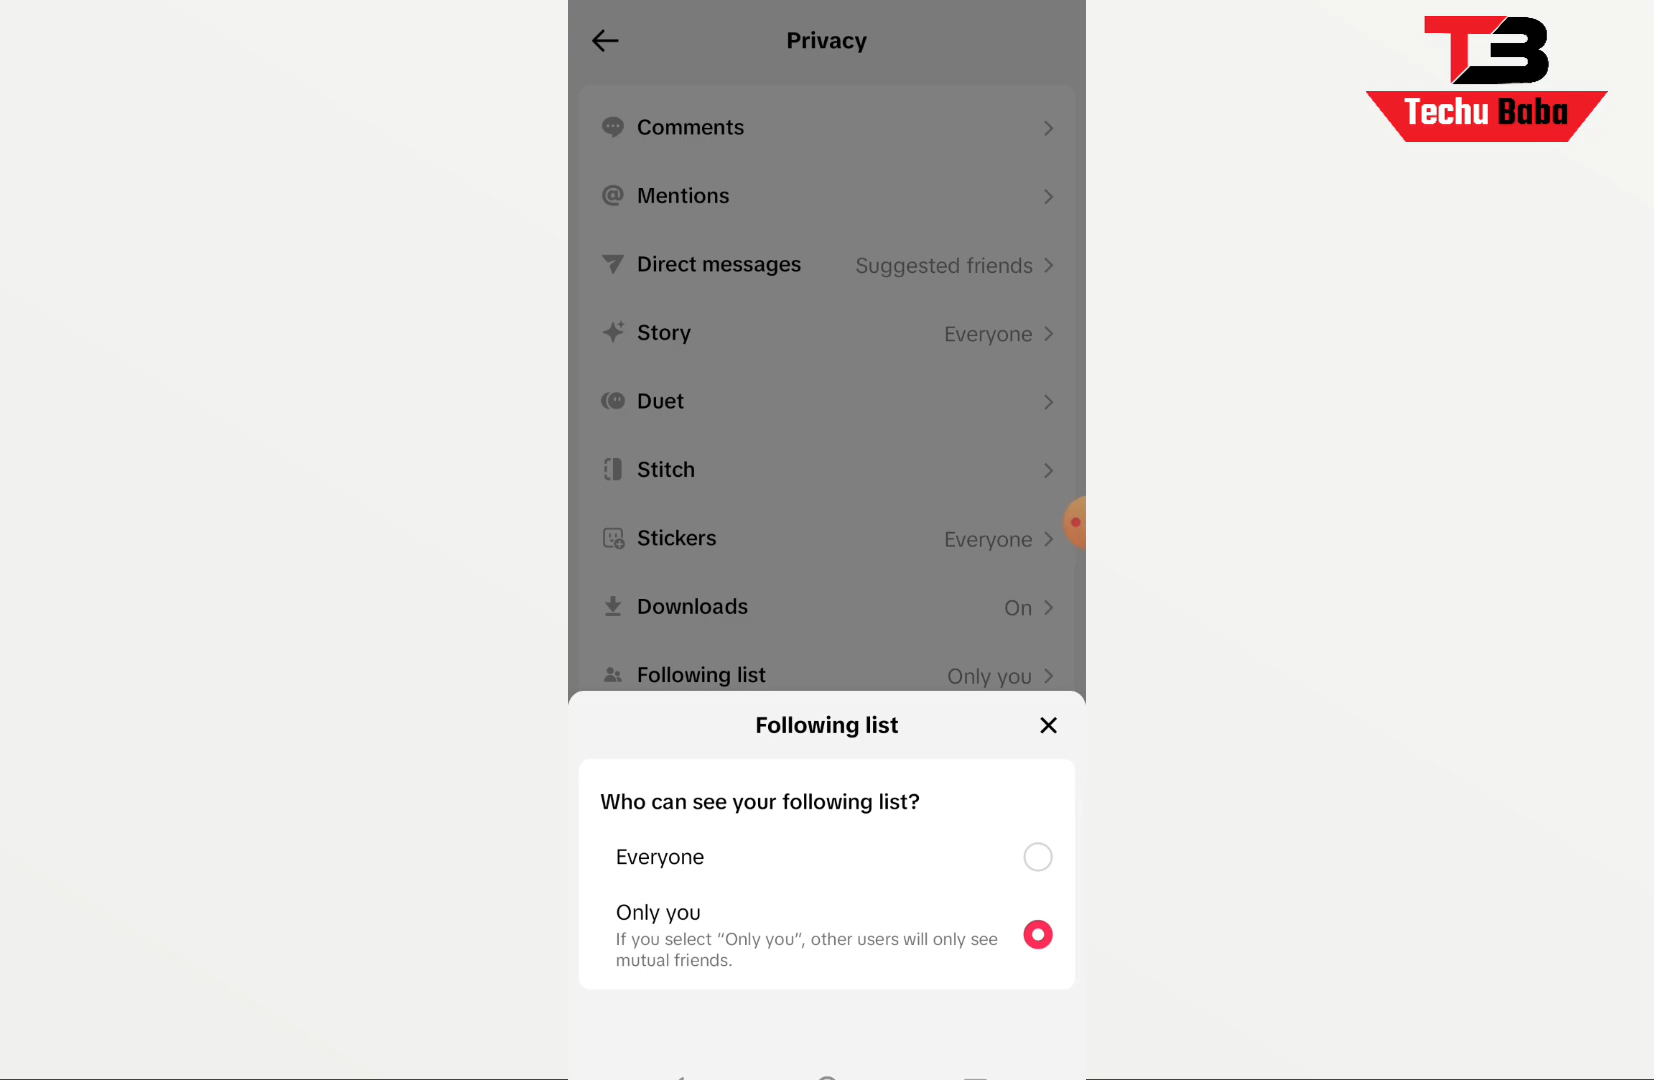 Privacy
TB
Techu Baba
Comments
Mentions
Direct messages Suggested friends
Story Everyone
Duet
Stitch
Stickers Everyone
Downloads On
Following list Only you
Following list
Who can see your following list?
Everyone
Only you
If you select “Only you”, other users will only see
mutual friends.